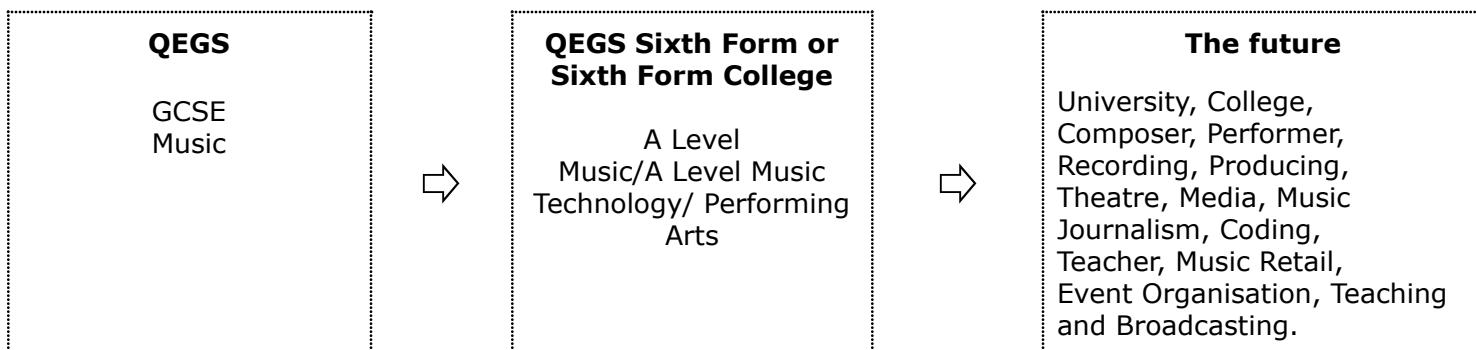 QEGS
GCSE
Music
QEGS Sixth Form or
Sixth Form College
A Level
Music/A Level Music
Technology/ Performing
Arts
The future
University, College,
Composer, Performer,
Recording, Producing,
Theatre, Media, Music
Journalism, Coding,
Teacher, Music Retail,
Event Organisation, Teaching
and Broadcasting.